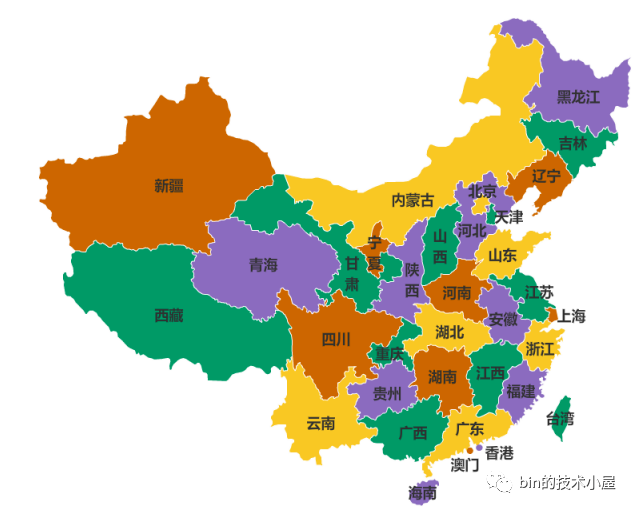 黑龙江
吉林
辽宁
新疆
内蒙古
北京
天津
河北
山
西
山东
宁
夏
青海
甘
肃
陕
西
河南
江苏
西藏
安徽
上海
四川
湖北
重庆
浙江
湖南
江西
贵州
福建
云南
广西
广东
台湾
香港
澳门
海南
bin的技术小屋